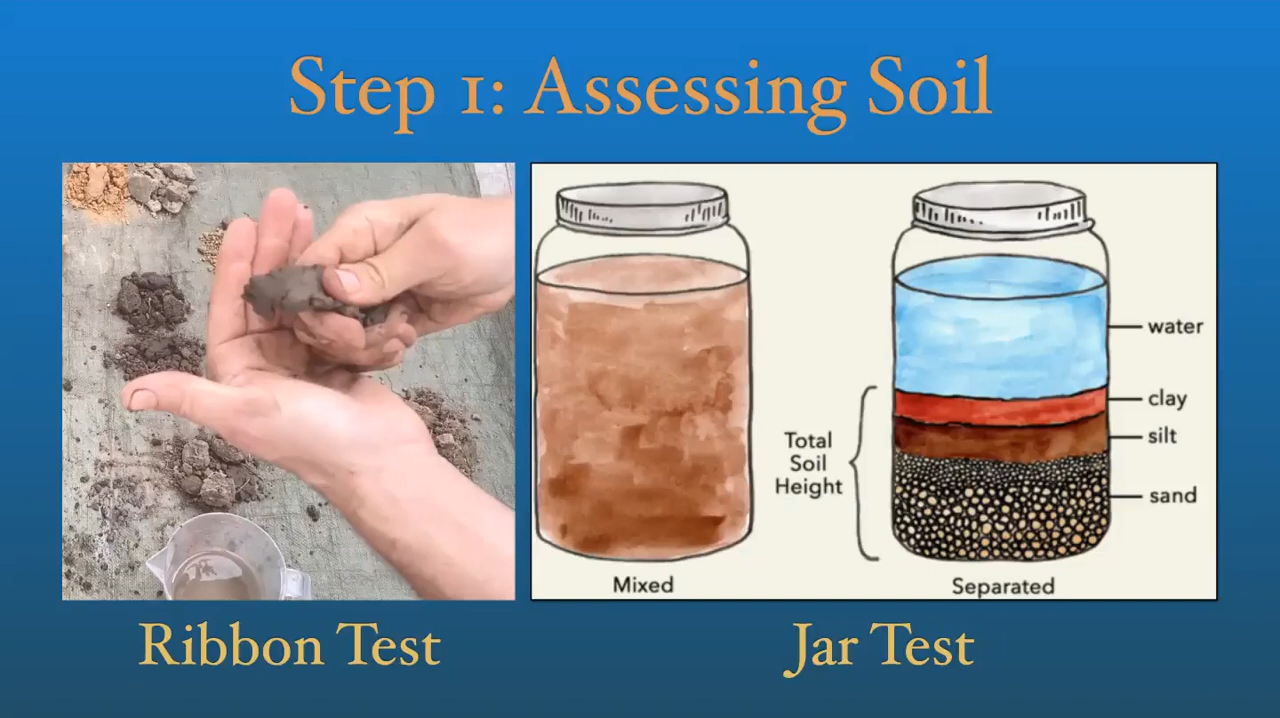 Step 1: Assessing Soil
water
clay
Total
Soil
Height
silt
sand
Mixed
Separated
Ribbon Test
Jar Test